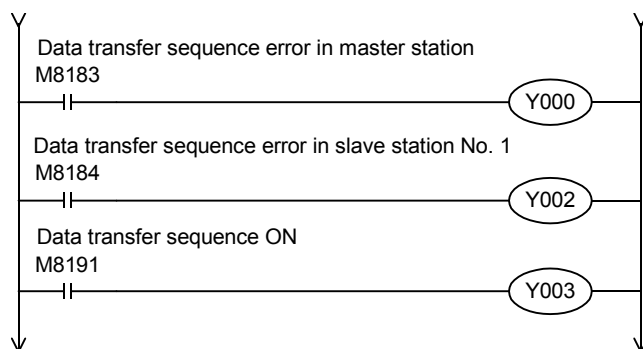 Data transfer sequence error in master station
M8183
Y000
Data transfer sequence error in slave station No. 1
M8184
Y002
Data transfer sequence ON
M8191
Y003